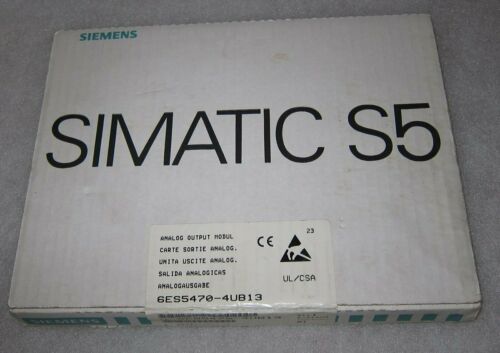 SIEMENS
SIMATIC S5
ANALOG OUTPUT MODUL
CARTE SORTIE ANALOG.
UNITA USCITE ANALOG.
SALIDA ANALOGICAS
ANALOGAUSGABE
6ES5470-4UB13
CE
23
UL/CSA
SIEMENS